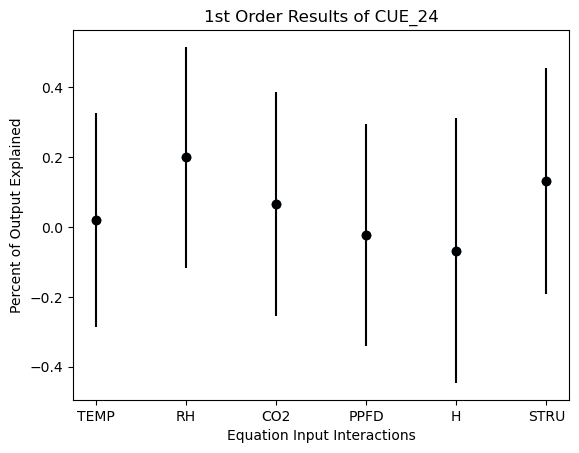 1st Order Results of CUE_24
Percent of Output Explained
0.4
0.2
0.0
−0.2
−0.4
TEMP RH CO2 PPFD H STRU
Equation Input Interactions